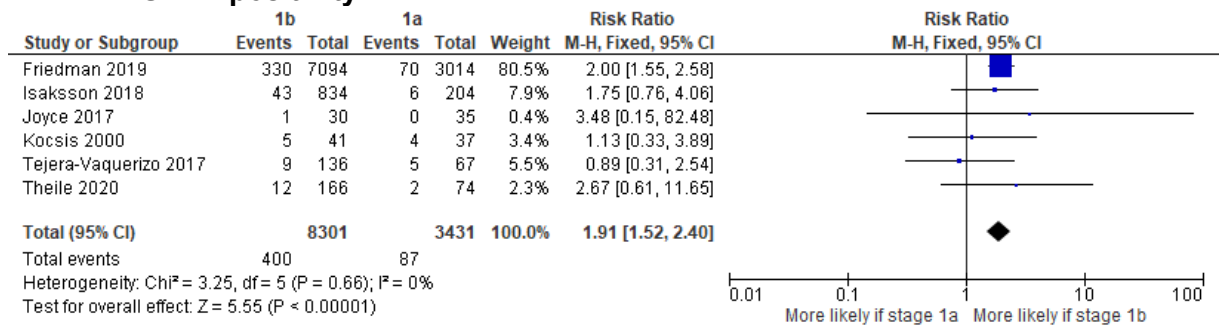 1b 1a Risk Ratio Risk Ratio
Study or Subgroup Events Total Events Total Weight M-H, Fixed, 95% CI M-H, Fixed, 95% CI
Friedman 2019 330 7094 70 3014 80.5% 2.00 [1.55, 2.58]
Isaksson 2018 43 834 6 204 7.9% 1.75 [0.76, 4.06]
Joyce 2017 1 30 0 35 0.4% 3.48 [0.15, 82.48]
Kocsis 2000 5 41 4 37 3.4% 1.13 [0.33, 3.89]
Tejera-Vaquerizo 2017 9 136 5 67 5.5% 0.89 [0.31, 2.54]
Theile 2020 12 166 2 74 2.3% 2.67 [0.61, 11.65]
Total (95% CI) 8301 3431 100.0% 1.91 [1.52, 2.40]
Total events 400 87
Heterogeneity: Chi² = 3.25, df = 5 (P = 0.66); I² = 0%
Test for overall effect: Z = 5.55 (P < 0.00001)
0.01 0.1 1 10 100
More likely if stage 1a More likely if stage 1b